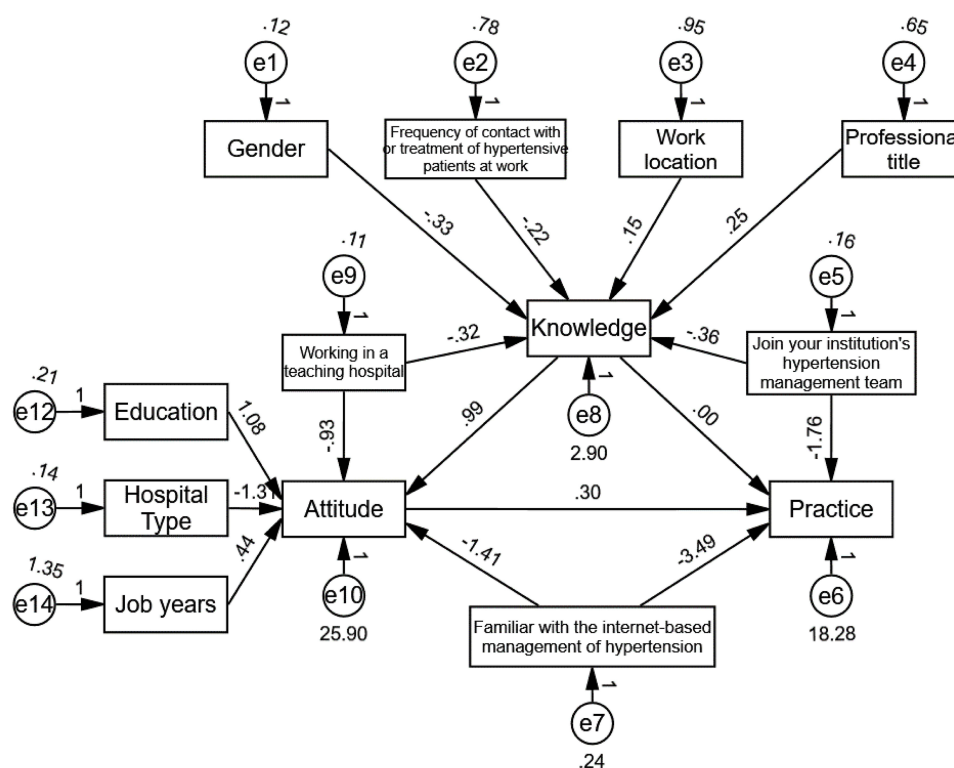 .12
.78
.95
.65
e1
e2
e3
e4
1
1
1
1
Gender
Frequency of contact with
or treatment of hypertensive
patients at work
Work
location
Professiona
title
-.33
-.22
.15
.25
.11
e9
1
.16
e5
1
Working in a
teaching hospital
-.32
Knowledge
-.36
Join your institution's
hypertension
management team
1
e8
2.90
.21
e12
1
Education
1.08
-.93
.99
.00
-1.76
.14
e13
1
Hospital
Type
-1.31
Attitude
.30
Practice
1.35
e14
1
Job years
.44
1
e10
25.90
-1.41
-3.49
1
e6
18.28
Familiar with the internet-based
management of hypertension
1
e7
.24